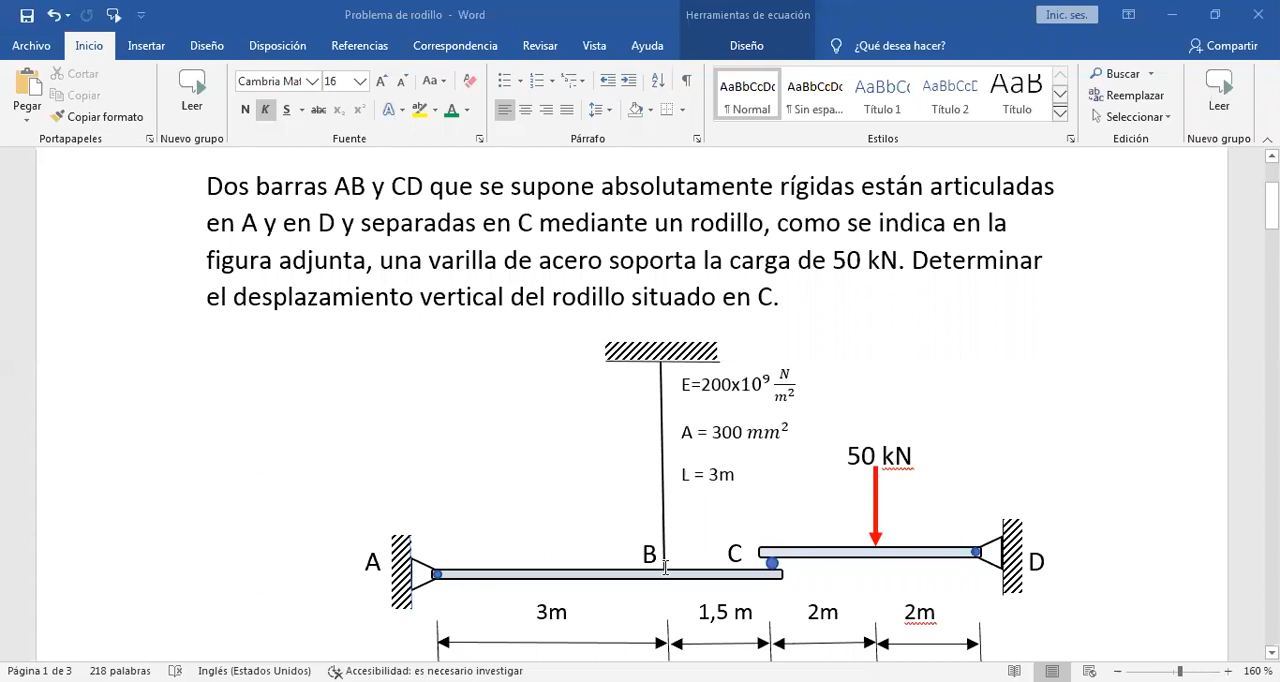 Problema de rodillo - Word
Herramientas de ecuación
Inic. ses.
Archivo Inicio Insertar Diseño Disposición Referencias Correspondencia Revisar Vista Ayuda Diseño ¿Qué desea hacer? Compartir
Pegar
Cortar
Copiar
Copiar formato
Portapapeles
Leer
Nuevo grupo
Cambria Mat 16 A A Aa
N K S abc x₂ x² A A
Fuente
Párrafo
AaBbCcDc
¶ Normal
AaBbCcDc
¶ Sin espa...
AaBbCc
Título 1
AaBbCcD
Título 2
AaB
Título
Estilos
Buscar
Reemplazar
Seleccionar
Edición
Leer
Nuevo grupo
Dos barras AB y CD que se supone absolutamente rígidas están articuladas
en A y en D y separadas en C mediante un rodillo, como se indica en la
figura adjunta, una varilla de acero soporta la carga de 50 kN. Determinar
el desplazamiento vertical del rodillo situado en C.
E=200x10⁹ N/m²
A = 300 mm²
L = 3m
50 kN
A
B
C
D
3m 1,5 m 2m 2m
Página 1 de 3 218 palabras Inglés (Estados Unidos) Accesibilidad: es necesario investigar 160 %